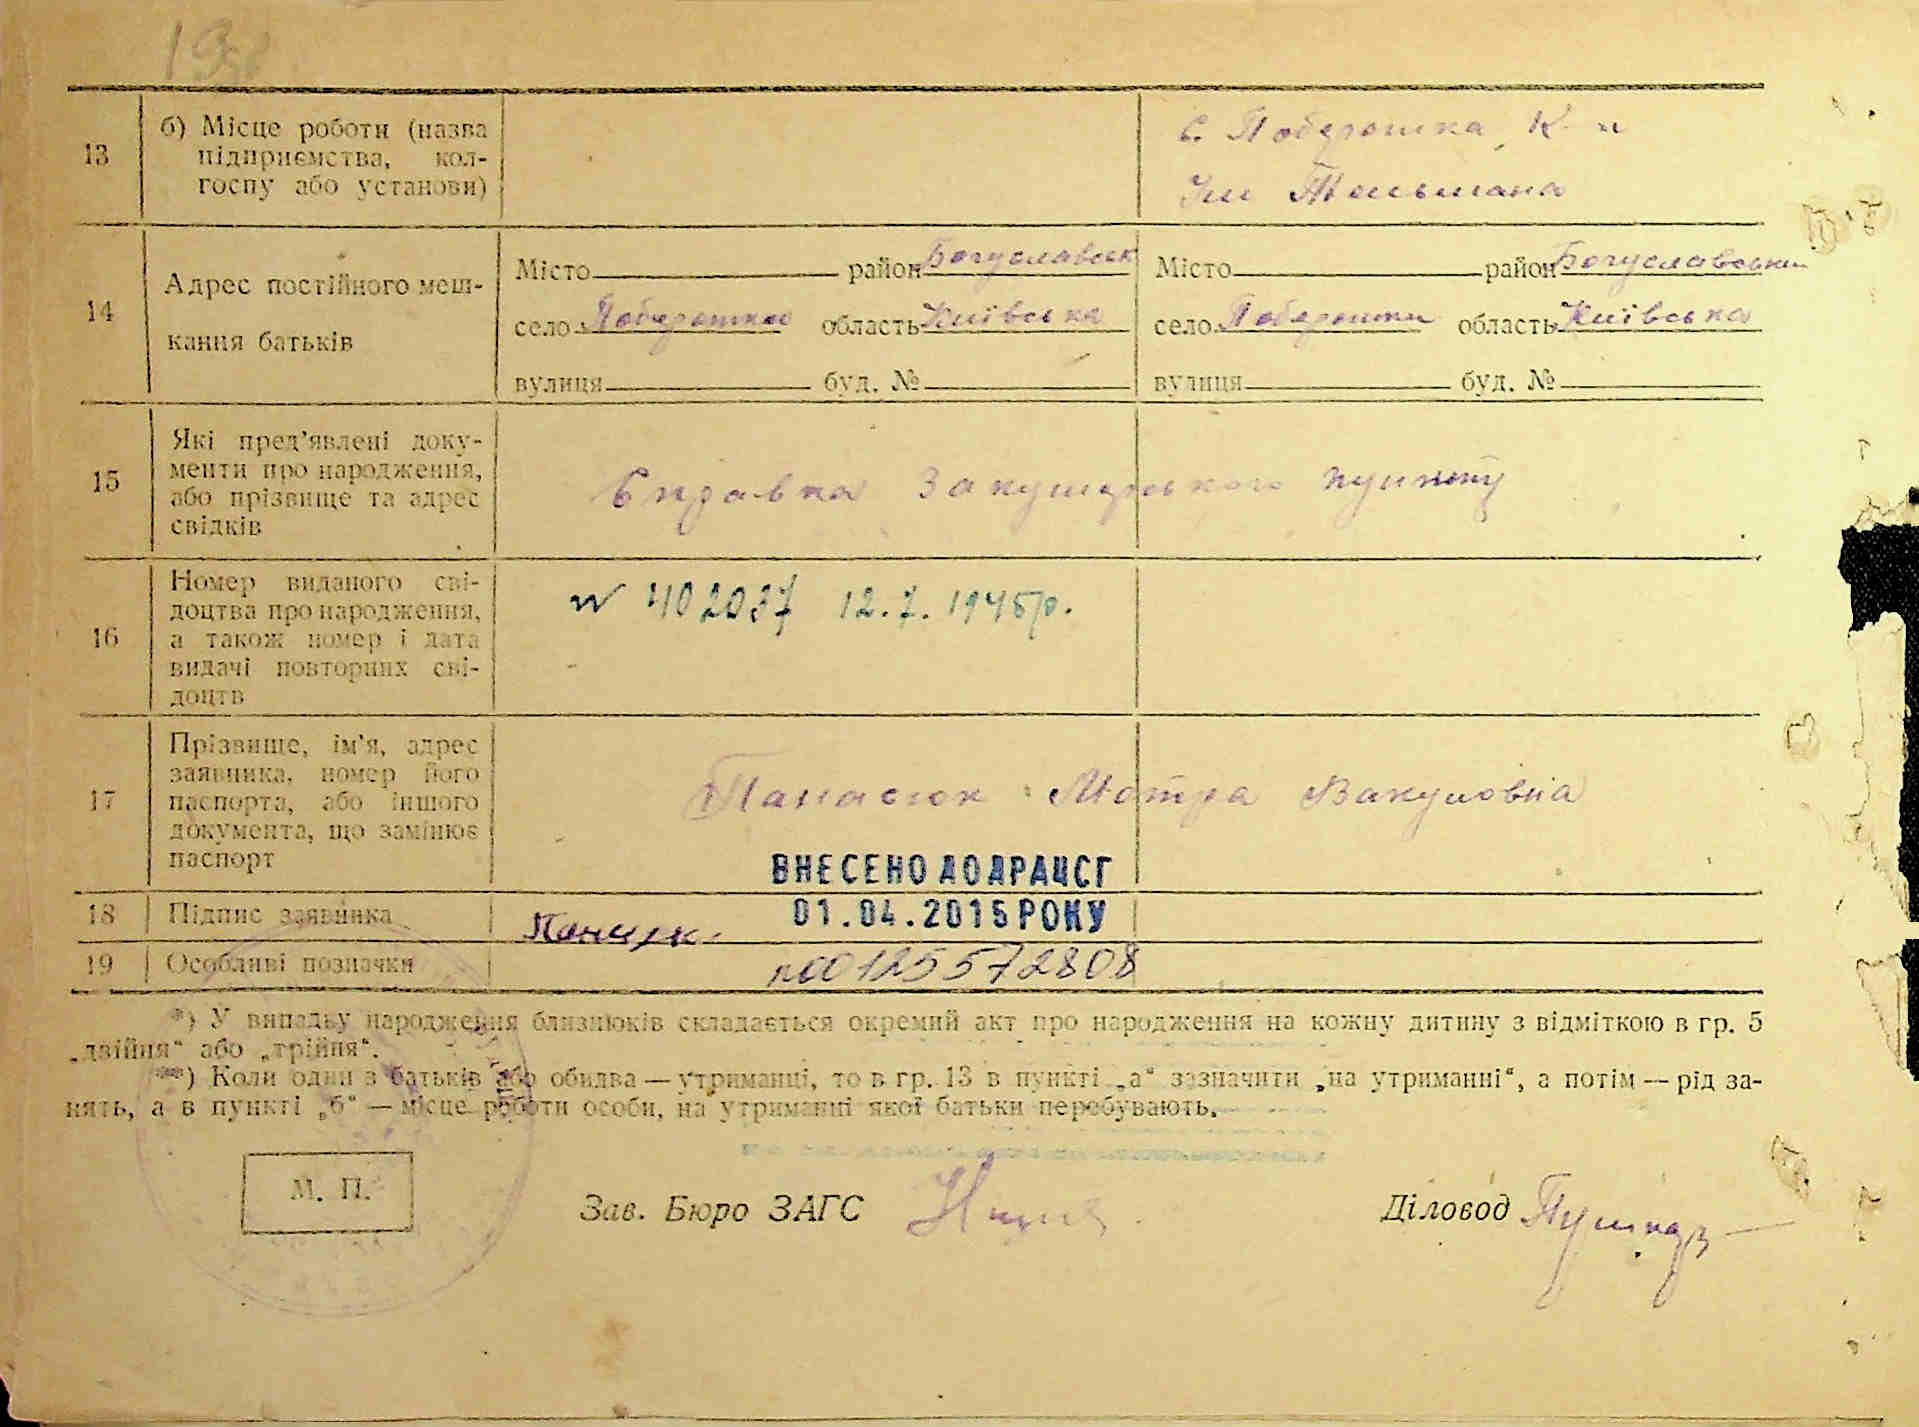 13
б) Місце роботи (назва
підприємства, кол-
госпу або установи)
с. Поберошка К-п
Ім Тельмана
14
Адрес постійного меш-
кання батьків
Місто район Богуславськ
село Поберошка область Київська
вулиця буд. №
Місто район Богуславський
село Поберошка область Київська
вулиця буд. №
15
Які пред'явлені доку-
менти про народження,
або прізвище та адрес
свідків
Справка Закушерського пункту
16
Номер виданого сві-
доцтва про народження,
а також номер і дата
видачі повторних сві-
доцтв
№ 402037 12.7.1945р.
17
Прізвище, ім'я, адрес
заявника, номер його
паспорта, або іншого
документа, що замінює
паспорт
Панасюк Мотра Вакуловна
ВНЕСЕНО ДО ДРАЦСГ
01.04.2015 РОКУ
18
Підпис заявника
19
Особливі позначки
n00125572808
*) У випадку народження близнюків складається окремий акт про народження на кожну дитину з відміткою в гр. 5
„двійня“ або „трійня“.
**) Коли один з батьків або обидва — утриманці, то в гр. 13 в пункті „а“ зазначити „на утриманні“, а потім — рід за-
нять, а в пункті „б“ — місце роботи особи, на утриманні якої батьки перебувають.
М. П.
Зав. Бюро ЗАГС
Діловод